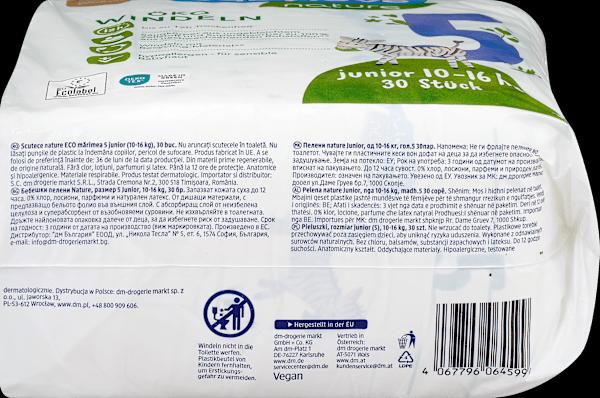 ÖKO
WINDELN
5
junior 10-16
30 Stück
Ecolabel
Scutece nature ECO mărimea 5 junior (10-16 kg), 30 buc. Nu aruncați scutecele în toaletă. Nu
lăsați pungile de plastic la îndemâna copiilor, pericol de sufocare. Produs fabricat în UE. A se
folosi de preferință înainte de: 36 de luni de la data producției. Din materii prime regenerabile,
de origine naturală. Fără clor, loțiuni, parfumuri și latex. Până la 12 ore de protecție. Anatomice
și hipoalergenice. Materiale respirabile. Produs testat dermatologic. Importator și distribuitor:
S.C. dm drogerie markt S.R.L., Strada Cremona Nr. 2, 300 518 Timișoara, România.
Бебешки пелени Nature, размер 5 junior, 10-16 kg, 30 бр. Запазват кожата суха до 12
часа. 0% хлор, лосиони, парфюми и натурален латекс. От дишащи материали, с
предпазващо бельото фолио във външния слой. С абсорбиращ слой от неизбелена
целулоза и суперабсорбент от възобновяеми суровини. Не изхвърляйте в тоалетната.
Дръжте найлоновата опаковка далече от деца, за да се избегне риск от задушаване. Срок
на годност: 3 години от датата на производство (виж маркировката). Произведено в ЕС.
Дистрибутор: "дм България" ЕООД, ул. „Никола Тесла" № 5, ет. 6, 1574 София, България,
e-mail: info@dm-drogeriemarkt.bg.
Пелени nature Junior, од 10-16 кг, гол.5 30пар. Напомена: Не ги фрлајте пелените во
тоалетот. Чувајте ги пластичните кеси вон дофат на деца за да избегнете опасност
задушување. Земја на потекло: ЕУ; Рок на употреба: 3 години од датумот на произв
втиснат на пакувањето. До 12 часа сувост. 0% хлор, лосиони, парфеми и природен
Производител: означено на пакувањето. Увезено од ЕУ. Увозник за МК: дм дрогерие маркт
дооел ул Даме Груев бр.7, 1000 Скопје.
Pelena nature Junior, nga 10-16 kg, madh.5 30 copë. Shënim: Mos i hidhni pelenat në tualet.
Mbajini qeset plastike jashtë mundësive të fëmijëve për të shmangur rrezikun e
origjinës: BE; Afati i skadencës: 3 vjet nga data e prodhimit e shënuar në paketim. Deri në 12 orë
thatësi. 0% klor, locione, parfume dhe latex natyral Prodhuesi: i shënuar në paketim.
nga BE. Importues për MK: dm drogerie markt shpknjp Rr. Dame Gruev 7, 1000 Shkup.
Pieluszki, rozmiar junior (5), 10-16 kg, 30 szt. Nie wrzucać do toalety. Plastikowe torebki
przechowywać poza zasięgiem dzieci, aby uniknąć ryzyka uduszenia. Wykonane z odnawialnych
surowców naturalnych. Bez chloru, balsamów, substancji zapachowych i lateksu. Do 12 godzin
suchości. Anatomiczny kształt. Oddychające materiały. Hipoalergiczne, testowane
dermatologicznie. Dystrybucja w Polsce: dm-drogerie markt sp. z
o.o., ul. Jaworska 13,
PL-53-612 Wrocław, www.dm.pl, +48 800 909 606.
Windeln nicht in die
Toilette werfen.
Plastikbeutel von
Kindern fernhalten,
um Erstickungsgefahr
zu vermeiden.
Hergestellt in der EU
dm-drogerie markt
GmbH + Co. KG
Am dm-Platz 1
DE-76227 Karlsruhe
www.dm.de
servicecenter@dm.de
Vegan
Vertrieb in
Österreich:
dm drogerie markt
AT-5071 Wals
www.dm.at
kundenservice@dm.at
4
LDPE
4 067796 064599